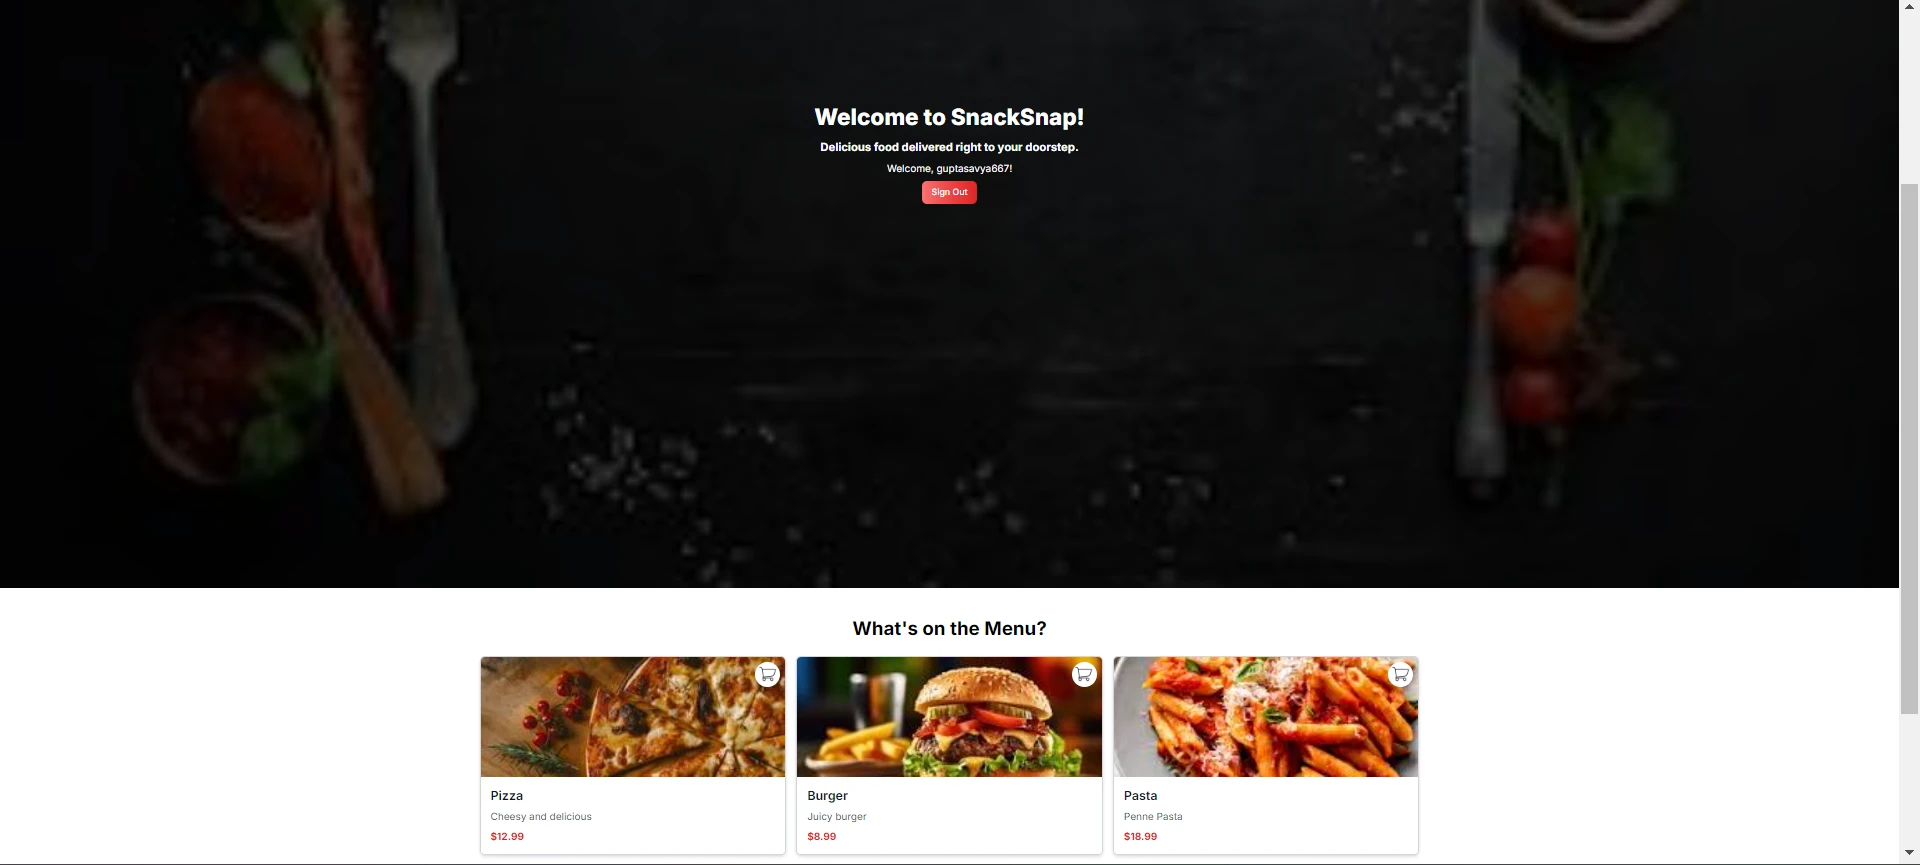 Welcome to SnackSnap!
Delicious food delivered right to your doorstep.
Welcome, guptasavya667!
Sign Out
What's on the Menu?
Pizza
Cheesy and delicious
$12.99
Burger
Juicy burger
$8.99
Pasta
Penne Pasta
$18.99